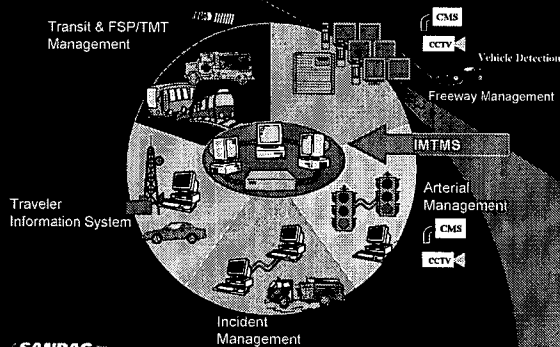 Transit & FSP/TMT
Management
CMS
CCTV
Vehicle Detection
Freeway Management
IMTMS
Traveler
Information System
Arterial
Management
CMS
CCTV
Incident
Management
SANDAG